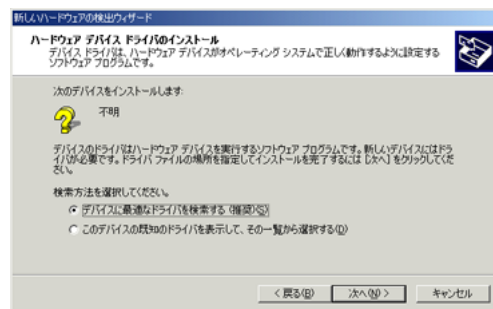 新しいハードウェアの検出ウィザード
ハードウェア デバイス ドライバのインストール
デバイス ドライバは、ハードウェア デバイスがオペレーティング システムで正しく動作するように設定する
ソフトウェア プログラムです。
次のデバイスをインストールします:
不明
デバイスのドライバはハードウェア デバイスを実行するソフトウェア プログラムです。新しいデバイスにはドラ
イバが必要です。ドライバ ファイルの場所を指定してインストールを完了するには [次へ] をクリックしてくだ
さい。
検索方法を選択してください。
デバイスに最適なドライバを検索する (推奨)(S)
このデバイスの既知のドライバを表示して、その一覧から選択する(D)
< 戻る(B)
次へ(N) >
キャンセル